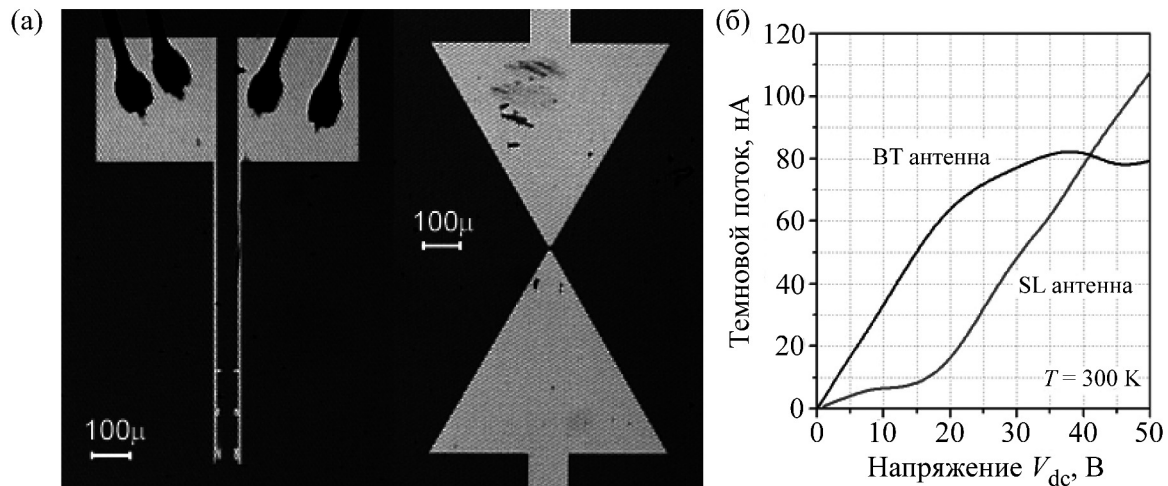 (а)
100μ
100μ
(б)
Темновой поток, нА
120
100
80
60
40
20
0
BT антенна
SL антенна
T = 300 K
0 10 20 30 40 50
Напряжение Vdc, В